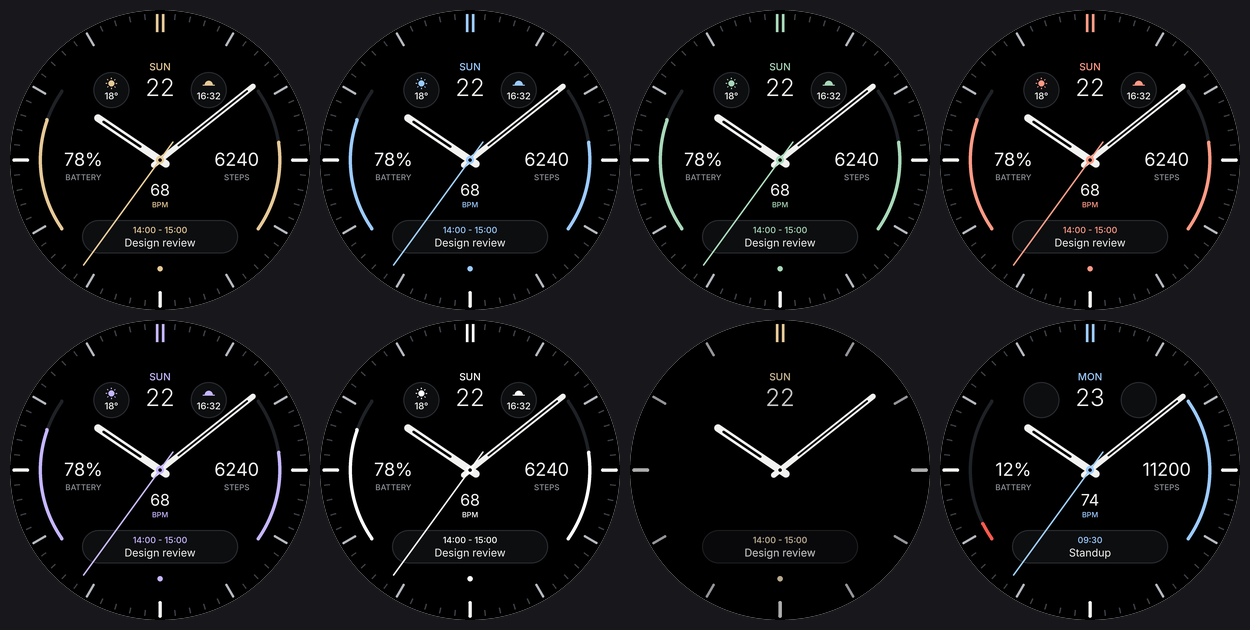 SUN
22
18°
16:32
78%
BATTERY
6240
STEPS
68
BPM
14:00 - 15:00
Design review
SUN
22
18°
16:32
78%
BATTERY
6240
STEPS
68
BPM
14:00 - 15:00
Design review
SUN
22
18°
16:32
78%
BATTERY
6240
STEPS
68
BPM
14:00 - 15:00
Design review
SUN
22
18°
16:32
78%
BATTERY
6240
STEPS
68
BPM
14:00 - 15:00
Design review
SUN
22
18°
16:32
78%
BATTERY
6240
STEPS
68
BPM
14:00 - 15:00
Design review
SUN
22
18°
16:32
78%
BATTERY
6240
STEPS
68
BPM
14:00 - 15:00
Design review
SUN
22
14:00 - 15:00
Design review
MON
23
12%
BATTERY
11200
STEPS
74
BPM
09:30
Standup